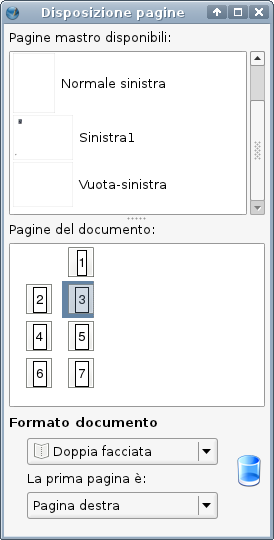 Disposizione pagine
Pagine mastro disponibili:
Normale sinistra
Sinistra1
Vuota-sinistra
Pagine del documento:
1
2 3
4 5
6 7
Formato documento
Doppia facciata
La prima pagina è:
Pagina destra